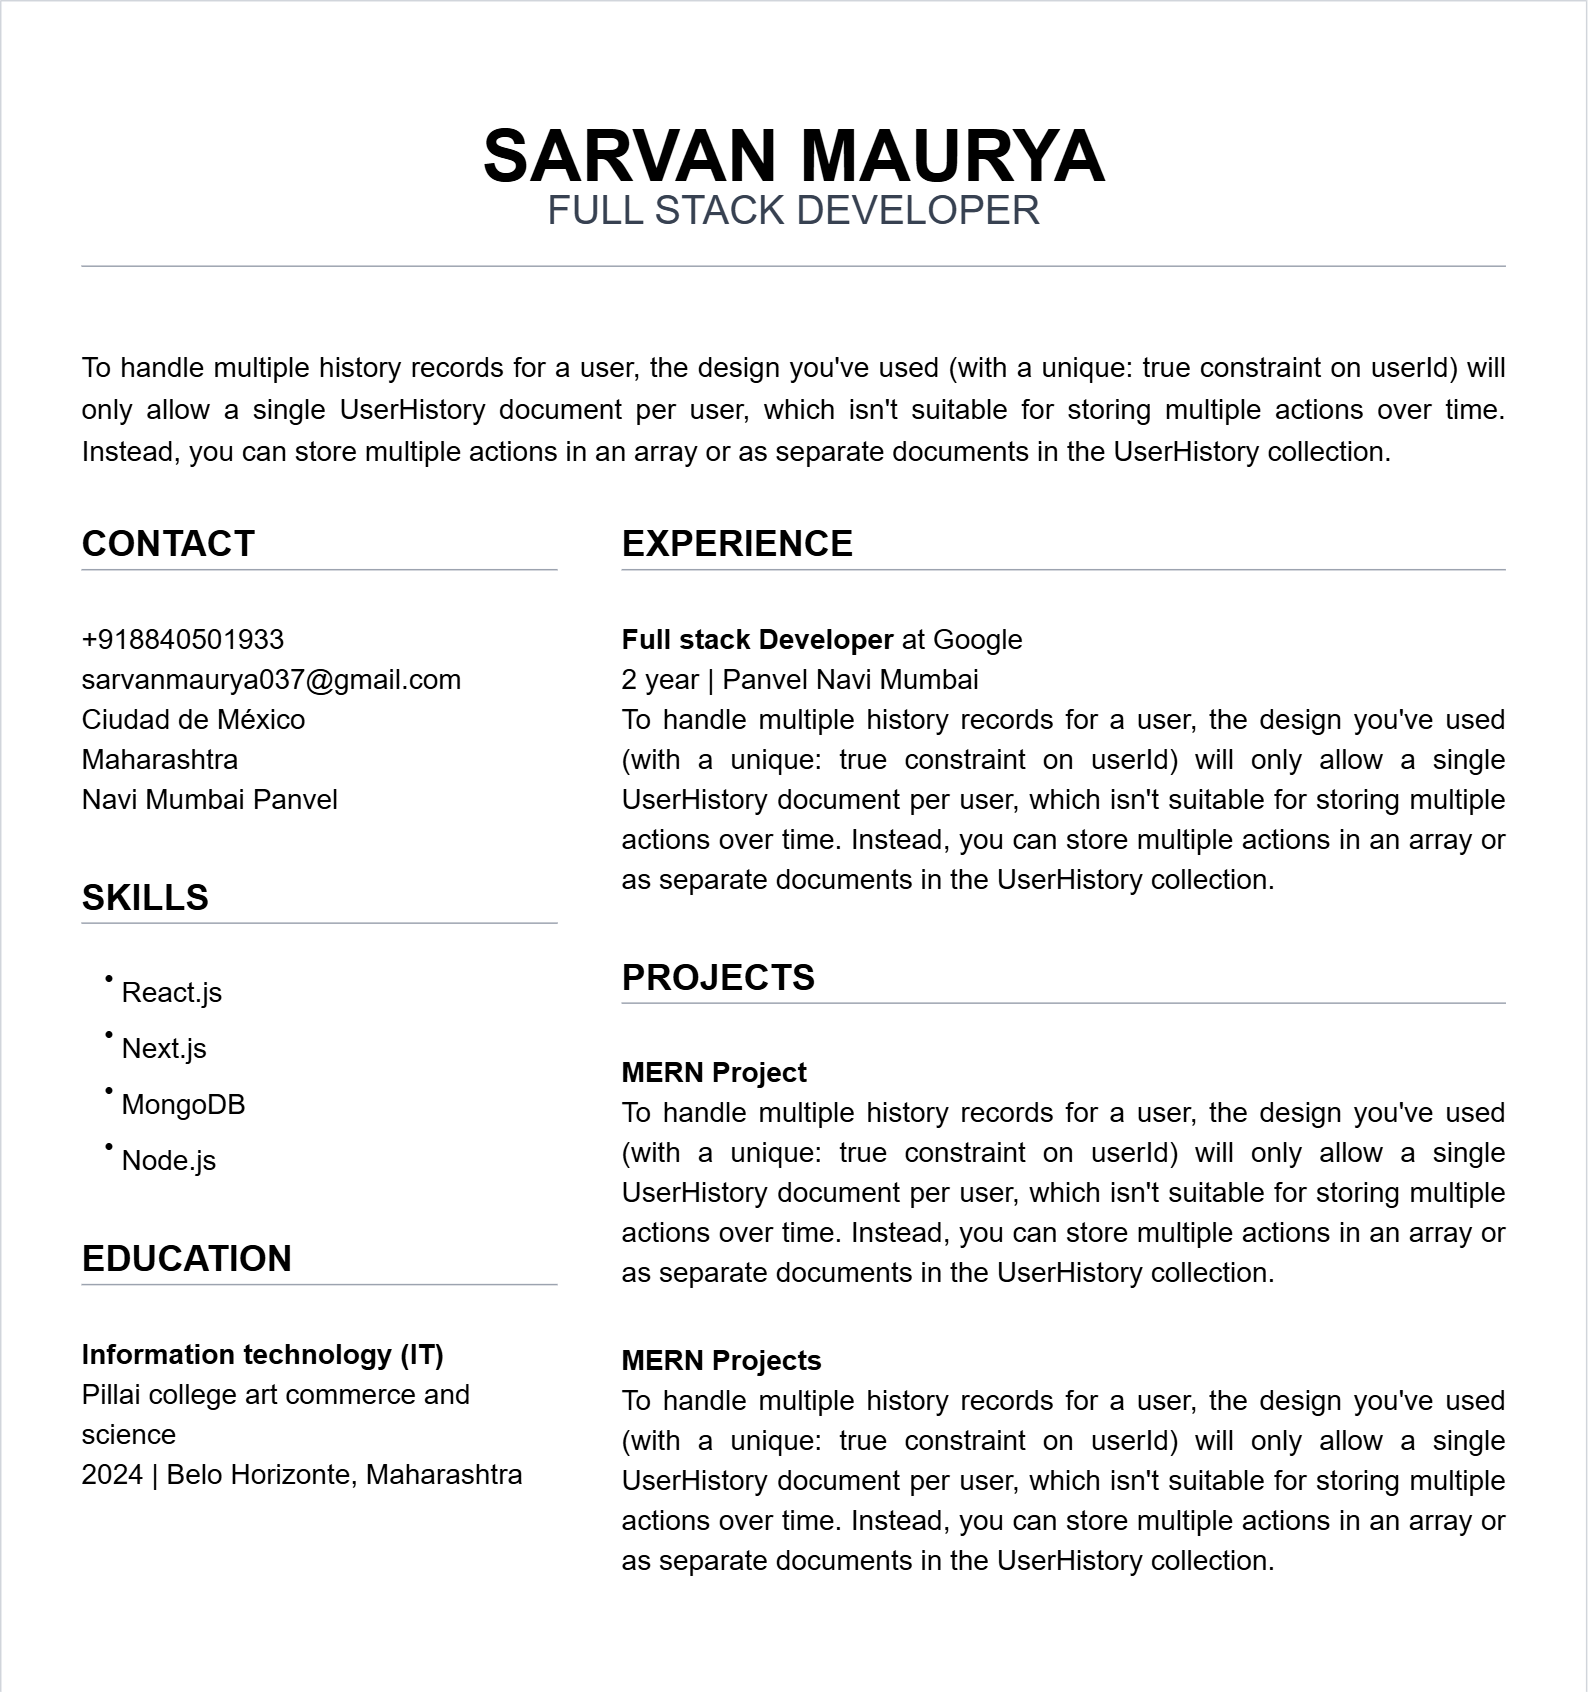 SARVAN MAURYA
FULL STACK DEVELOPER
To handle multiple history records for a user, the design you've used (with a unique: true constraint on userId) will
only allow a single UserHistory document per user, which isn't suitable for storing multiple actions over time.
Instead, you can store multiple actions in an array or as separate documents in the UserHistory collection.
CONTACT
+918840501933
sarvanmaurya037@gmail.com
Ciudad de México
Maharashtra
Navi Mumbai Panvel
SKILLS
• React.js
• Next.js
• MongoDB
• Node.js
EDUCATION
Information technology (IT)
Pillai college art commerce and
science
2024 | Belo Horizonte, Maharashtra
EXPERIENCE
Full stack Developer at Google
2 year | Panvel Navi Mumbai
To handle multiple history records for a user, the design you've used
(with a unique: true constraint on userId) will only allow a single
UserHistory document per user, which isn't suitable for storing multiple
actions over time. Instead, you can store multiple actions in an array or
as separate documents in the UserHistory collection.
PROJECTS
MERN Project
To handle multiple history records for a user, the design you've used
(with a unique: true constraint on userId) will only allow a single
UserHistory document per user, which isn't suitable for storing multiple
actions over time. Instead, you can store multiple actions in an array or
as separate documents in the UserHistory collection.
MERN Projects
To handle multiple history records for a user, the design you've used
(with a unique: true constraint on userId) will only allow a single
UserHistory document per user, which isn't suitable for storing multiple
actions over time. Instead, you can store multiple actions in an array or
as separate documents in the UserHistory collection.